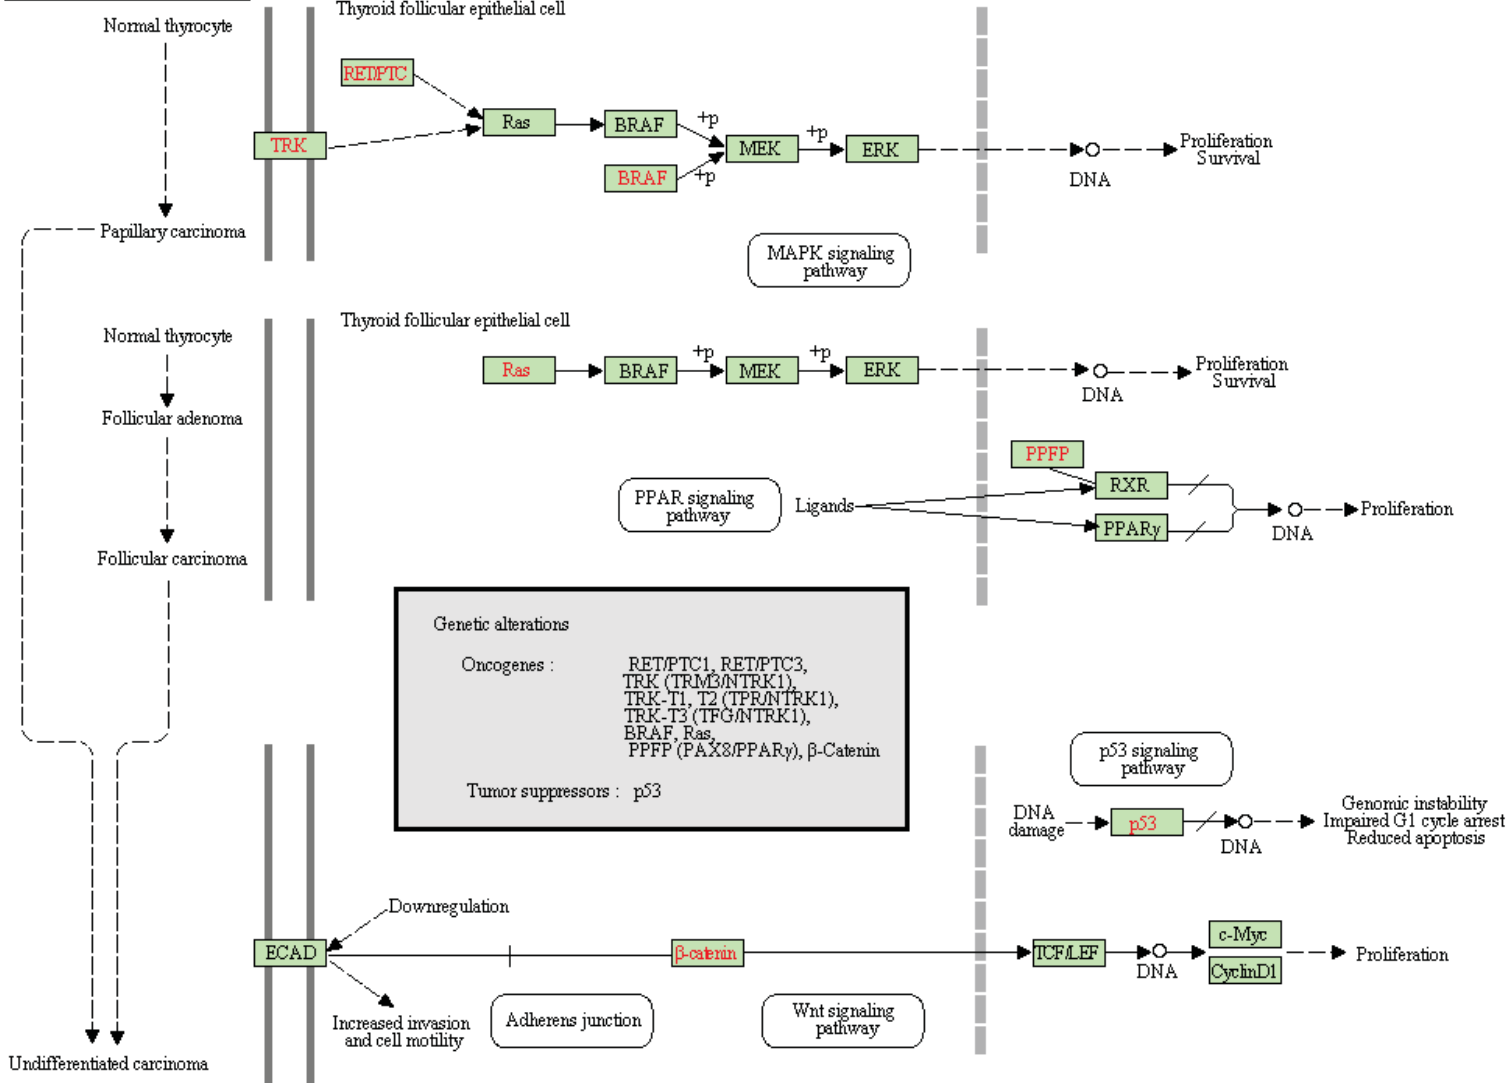 Thyroid follicular epithelial cell
Normal thyrocyte
RET/PTC
TRK
Ras
BRAF
+p
BRAF
+p
MEK
+p
ERK
DNA
Proliferation
Survival
Papillary carcinoma
MAPK signaling
pathway
Thyroid follicular epithelial cell
Normal thyrocyte
Ras
BRAF
+p
MEK
+p
ERK
DNA
Proliferation
Survival
Follicular adenoma
PPFP
PPAR signaling
pathway
Ligands
RXR
PPARγ
DNA
Proliferation
Follicular carcinoma
Genetic alterations
Oncogenes :
RET/PTC1, RET/PTC3,
TRK (TRM3/NTRK1),
TRK-T1, T2 (TPR/NTRK1),
TRK-T3 (TFG/NTRK1),
BRAF, Ras,
PPFP (PAX8/PPARγ), β-Catenin
Tumor suppressors : p53
p53 signaling
pathway
DNA
damage
p53
DNA
Genomic instability
Impaired G1 cycle arrest
Reduced apoptosis
Downregulation
ECAD
β-catenin
TCF/LEF
DNA
c-Myc
CyclinD1
Proliferation
Increased invasion
and cell motility
Adherens junction
Wnt signaling
pathway
Undifferentiated carcinoma